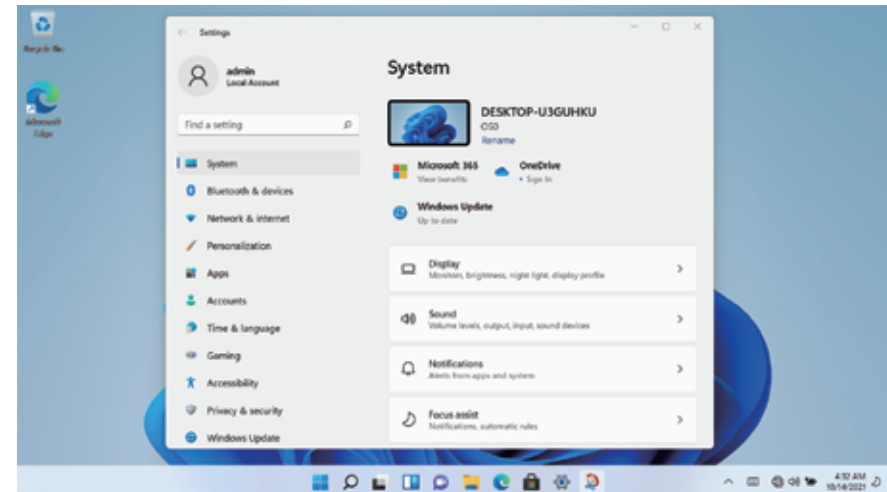 Recycle Bin
Microsoft
Edge
Settings
admin
Local Account
Find a setting
System
Bluetooth & devices
Network & internet
Personalization
Apps
Accounts
Time & language
Gaming
Accessibility
Privacy & security
Windows Update
System
DESKTOP-U3GUHKU
Rename
Microsoft 365
View benefits
OneDrive
• Sign In
Windows Update
Up to date
Display
Monitors, brightness, night light, display profile
Sound
Volume levels, output, input, sound devices
Notifications
Alerts from apps and system
Focus assist
Notifications, automatic rules
4:32 AM
10/14/2021